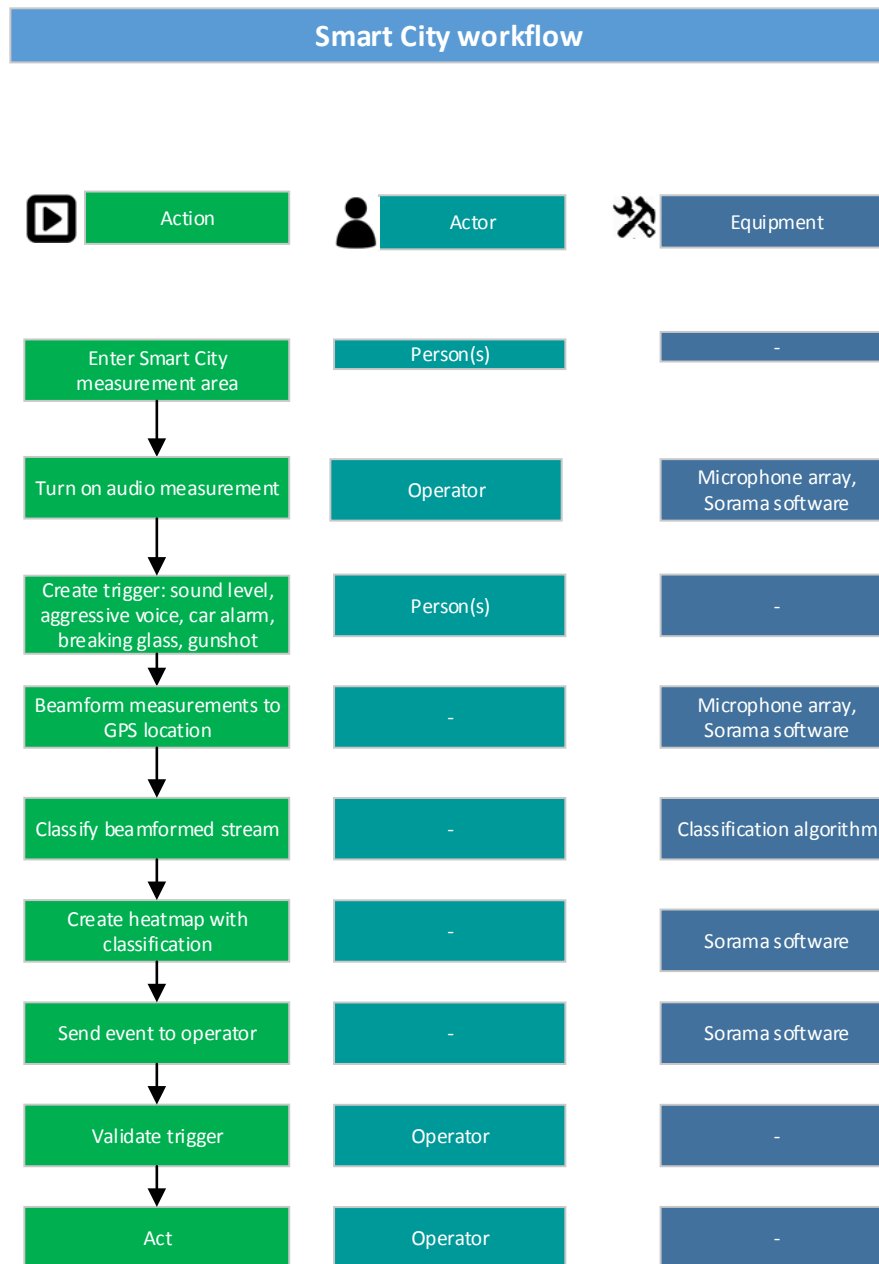 Smart City workflow
Action
Actor
Equipment
Enter Smart City
measurement area
Person(s)
-
Turn on audio measurement
Operator
Microphone array,
Sorama software
Create trigger: sound level,
aggressive voice, car alarm,
breaking glass, gunshot
Person(s)
-
Beamform measurements to
GPS location
-
Microphone array,
Sorama software
Classify beamformed stream
-
Classification algorithm
Create heatmap with
classification
-
Sorama software
Send event to operator
-
Sorama software
Validate trigger
Operator
-
Act
Operator
-